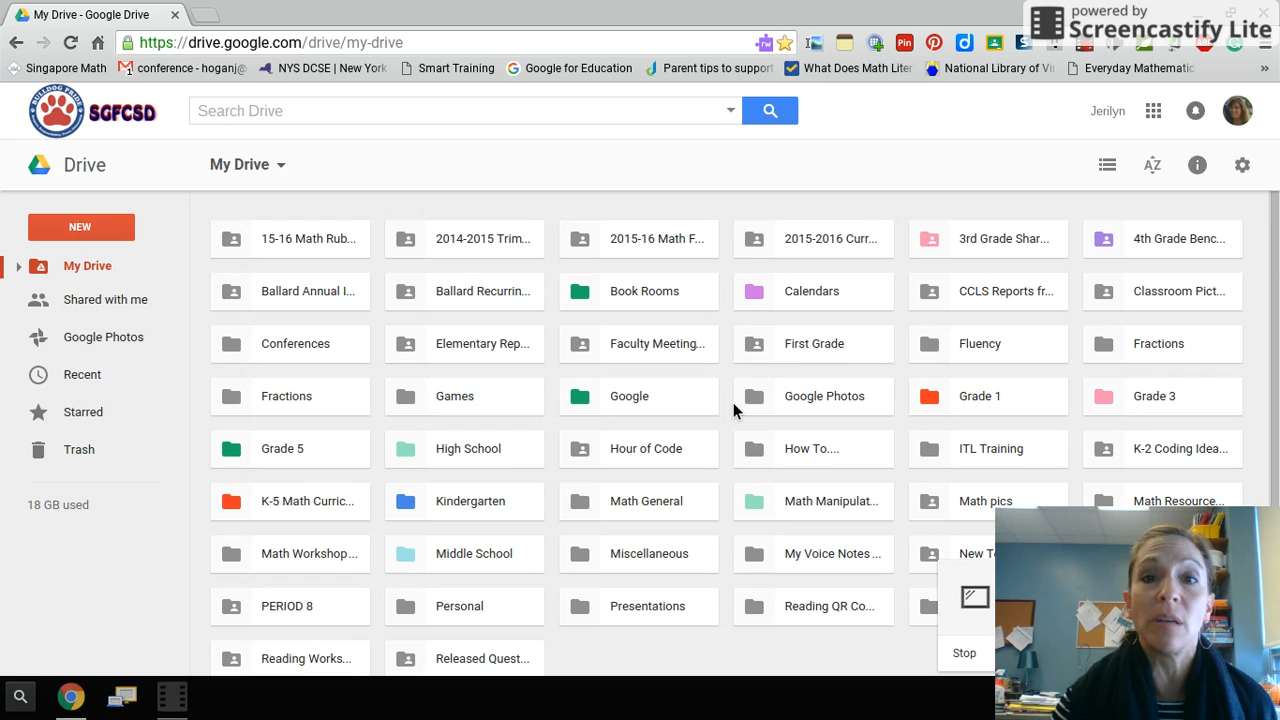 My Drive - Google Drive
powered by
Screencastify Lite
https://drive.google.com/drive/my-drive
Singapore Math
conference - hogan@
NYS DCSE | New York
Smart Training
Google for Education
Parent tips to support
What Does Math Liter
National Library of Vi
Everyday Mathematic
»
BULLDOG PRIDE
SGFCSD
Search Drive
Jerilyn
Drive
My Drive
NEW
My Drive
Shared with me
Google Photos
Recent
Starred
Trash
18 GB used
15-16 Math Rub...
2014-2015 Trim...
2015-16 Math F...
2015-2016 Curr...
3rd Grade Shar...
4th Grade Benc...
Ballard Annual I...
Ballard Recurrin...
Book Rooms
Calendars
CCLS Reports fr...
Classroom Pict...
Conferences
Elementary Rep...
Faculty Meeting...
First Grade
Fluency
Fractions
Fractions
Games
Google
Google Photos
Grade 1
Grade 3
Grade 5
High School
Hour of Code
How To....
ITL Training
K-2 Coding Idea...
K-5 Math Curric...
Kindergarten
Math General
Math Manipulat...
Math pics
Math Resource...
Math Workshop...
Middle School
Miscellaneous
My Voice Notes ...
New T
PERIOD 8
Personal
Presentations
Reading QR Co...
Reading Works...
Released Quest...
Stop